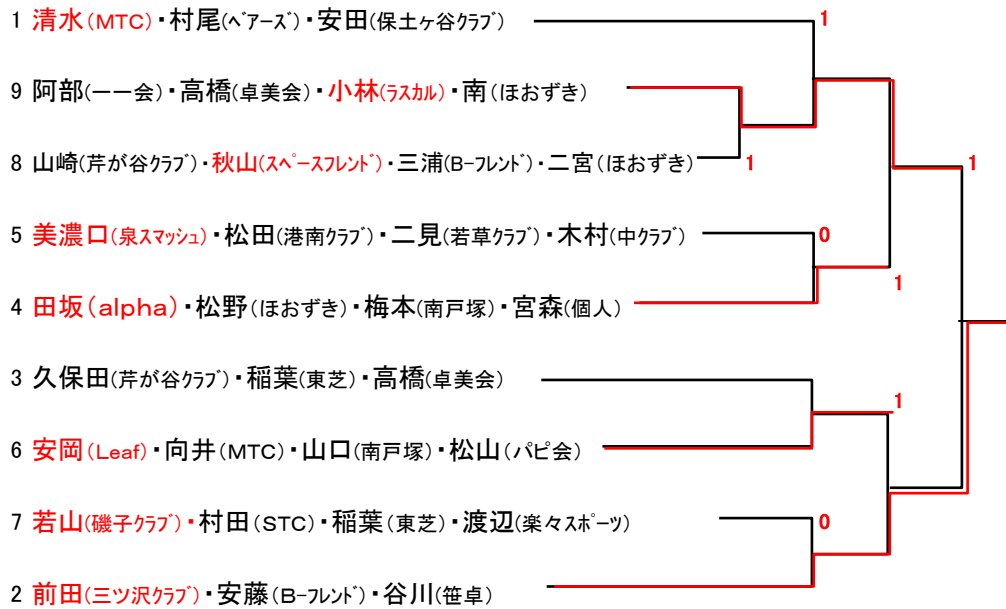 1 清水(MTC)・村尾(ﾍﾞｱｰｽﾞ)・安田(保土ヶ谷クラブ) 1
9 阿部(一一会)・高橋(卓美会)・小林(ﾗｽｶﾙ)・南(ほおずき)
8 山崎(芹が谷クラブ)・秋山(ｽﾍﾟｰｽﾌﾚﾝﾄﾞ)・三浦(B-ﾌﾚﾝﾄﾞ)・二宮(ほおずき) 1 1
5 美濃口(泉スマッシュ)・松田(港南クラブ)・二見(若草クラブ)・木村(中クラブ) 0
1
4 田坂(alpha)・松野(ほおずき)・梅本(南戸塚)・宮森(個人)
3 久保田(芹が谷クラブ)・稲葉(東芝)・高橋(卓美会)
1
6 安岡(Leaf)・向井(MTC)・山口(南戸塚)・松山(パピ会)
7 若山(磯子クラブ)・村田(STC)・稲葉(東芝)・渡辺(楽々スポーツ) 0
2 前田(三ツ沢クラブ)・安藤(B-ﾌﾚﾝﾄﾞ)・谷川(笹卓)